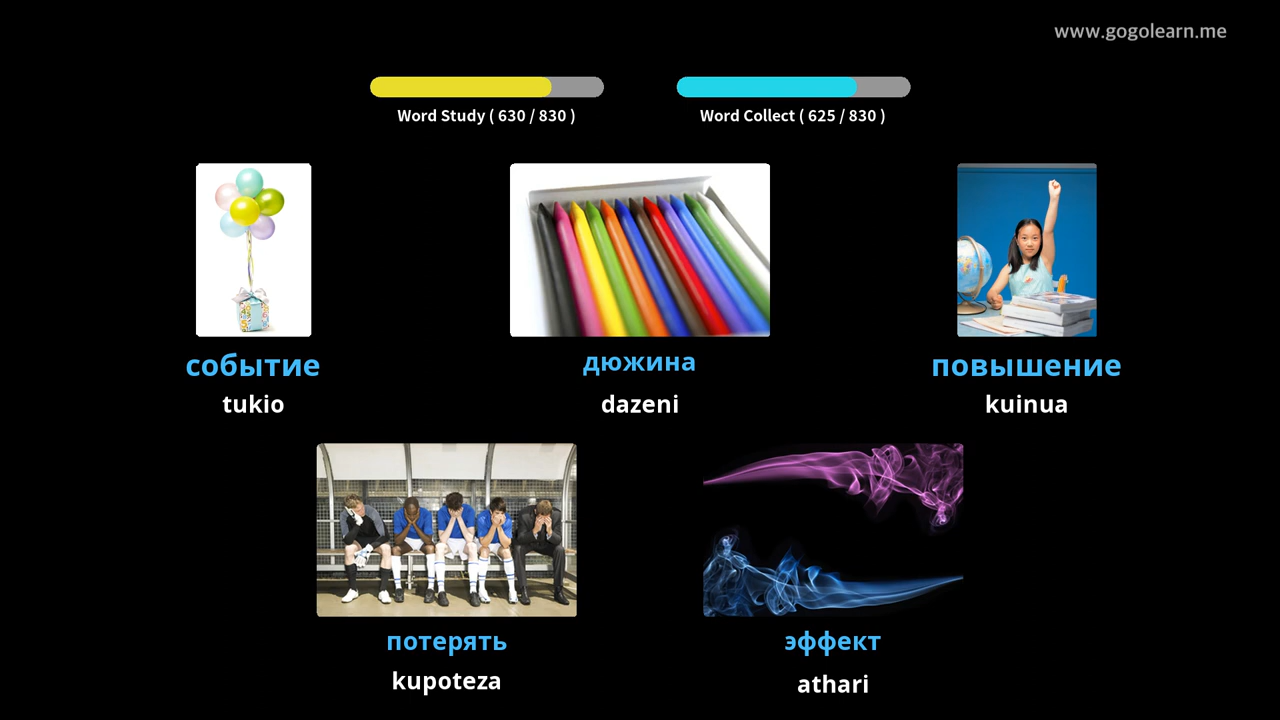 www.gogolearn.me
Word Study ( 630 / 830 )
Word Collect ( 625 / 830 )
событие
tukio
дюжина
dazeni
повышение
kuinua
потерять
kupoteza
эффект
athari